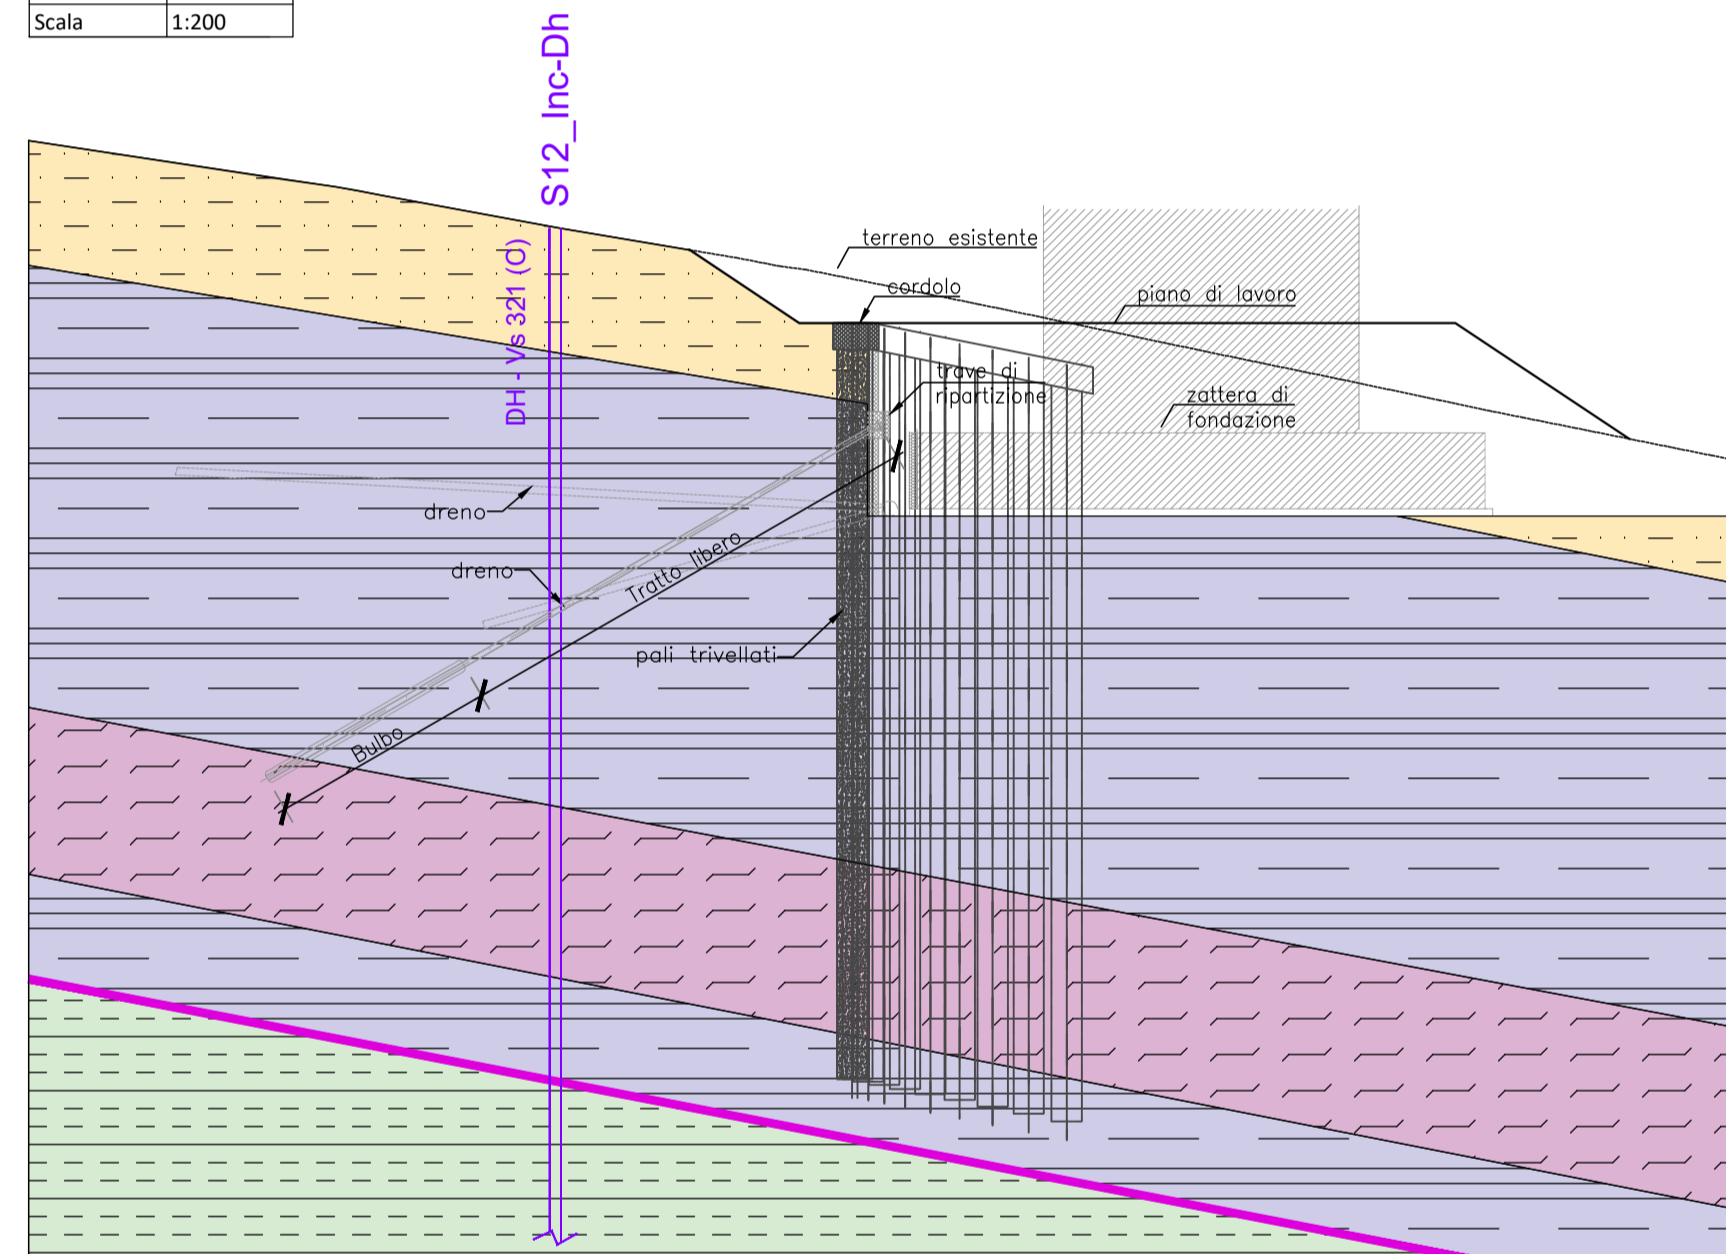 Scala 1:200
S12_Inc-Dh
DH - Vs 321 (O)
terreno esistente
cordolo
piano di lavoro
trave di
ripartizione
zattera di
fondazione
dreno
dreno
Tratto libero
pali trivellati
Bulbo